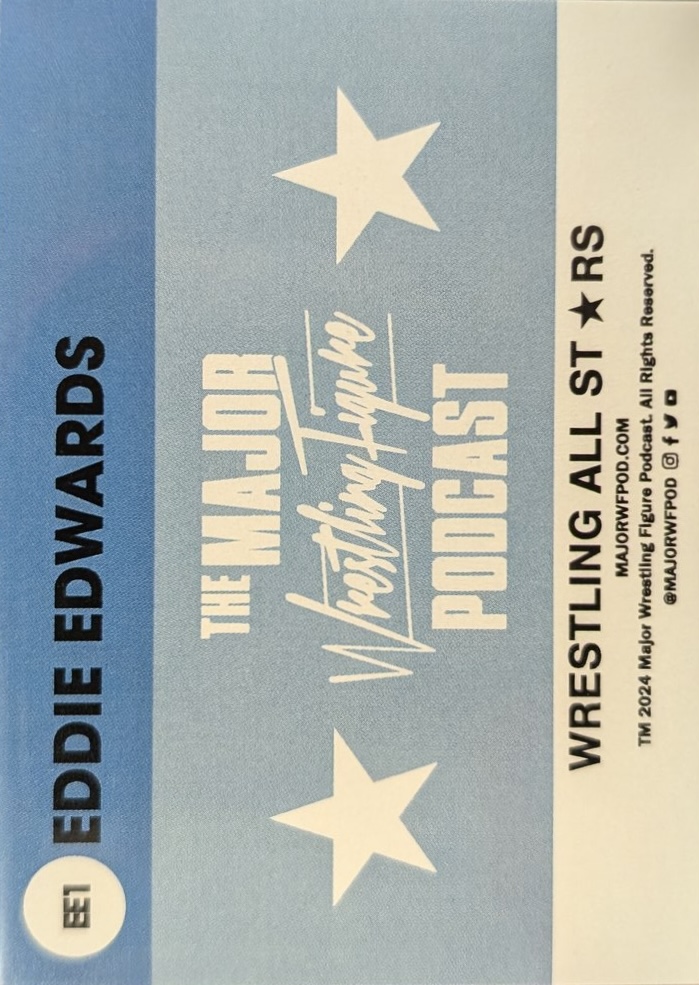 EE1
EDDIE EDWARDS
THE MAJOR
Wrestling Figure
PODCAST
WRESTLING ALL ST★RS
MAJORWFPOD.COM
TM 2024 Major Wrestling Figure Podcast. All Rights Reserved.
@MAJORWFPOD